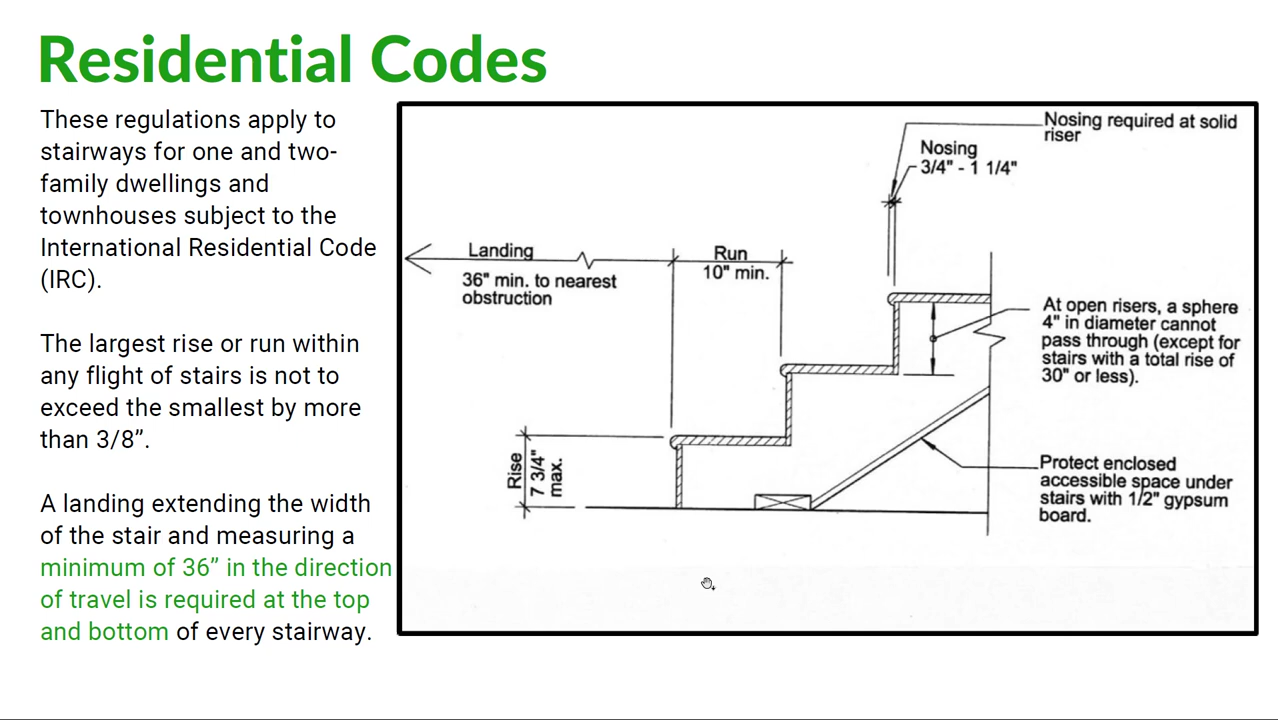 Residential Codes
These regulations apply to
stairways for one and two-
family dwellings and
townhouses subject to the
International Residential Code
(IRC).
The largest rise or run within
any flight of stairs is not to
exceed the smallest by more
than 3/8”.
A landing extending the width
of the stair and measuring a
minimum of 36” in the direction
of travel is required at the top
and bottom of every stairway.
Nosing required at solid
riser
Nosing
3/4" - 1 1/4"
Landing
36" min. to nearest
obstruction
Run
10" min.
At open risers, a sphere
4" in diameter cannot
pass through (except for
stairs with a total rise of
30" or less).
Rise
7 3/4"
max.
Protect enclosed
accessible space under
stairs with 1/2" gypsum
board.